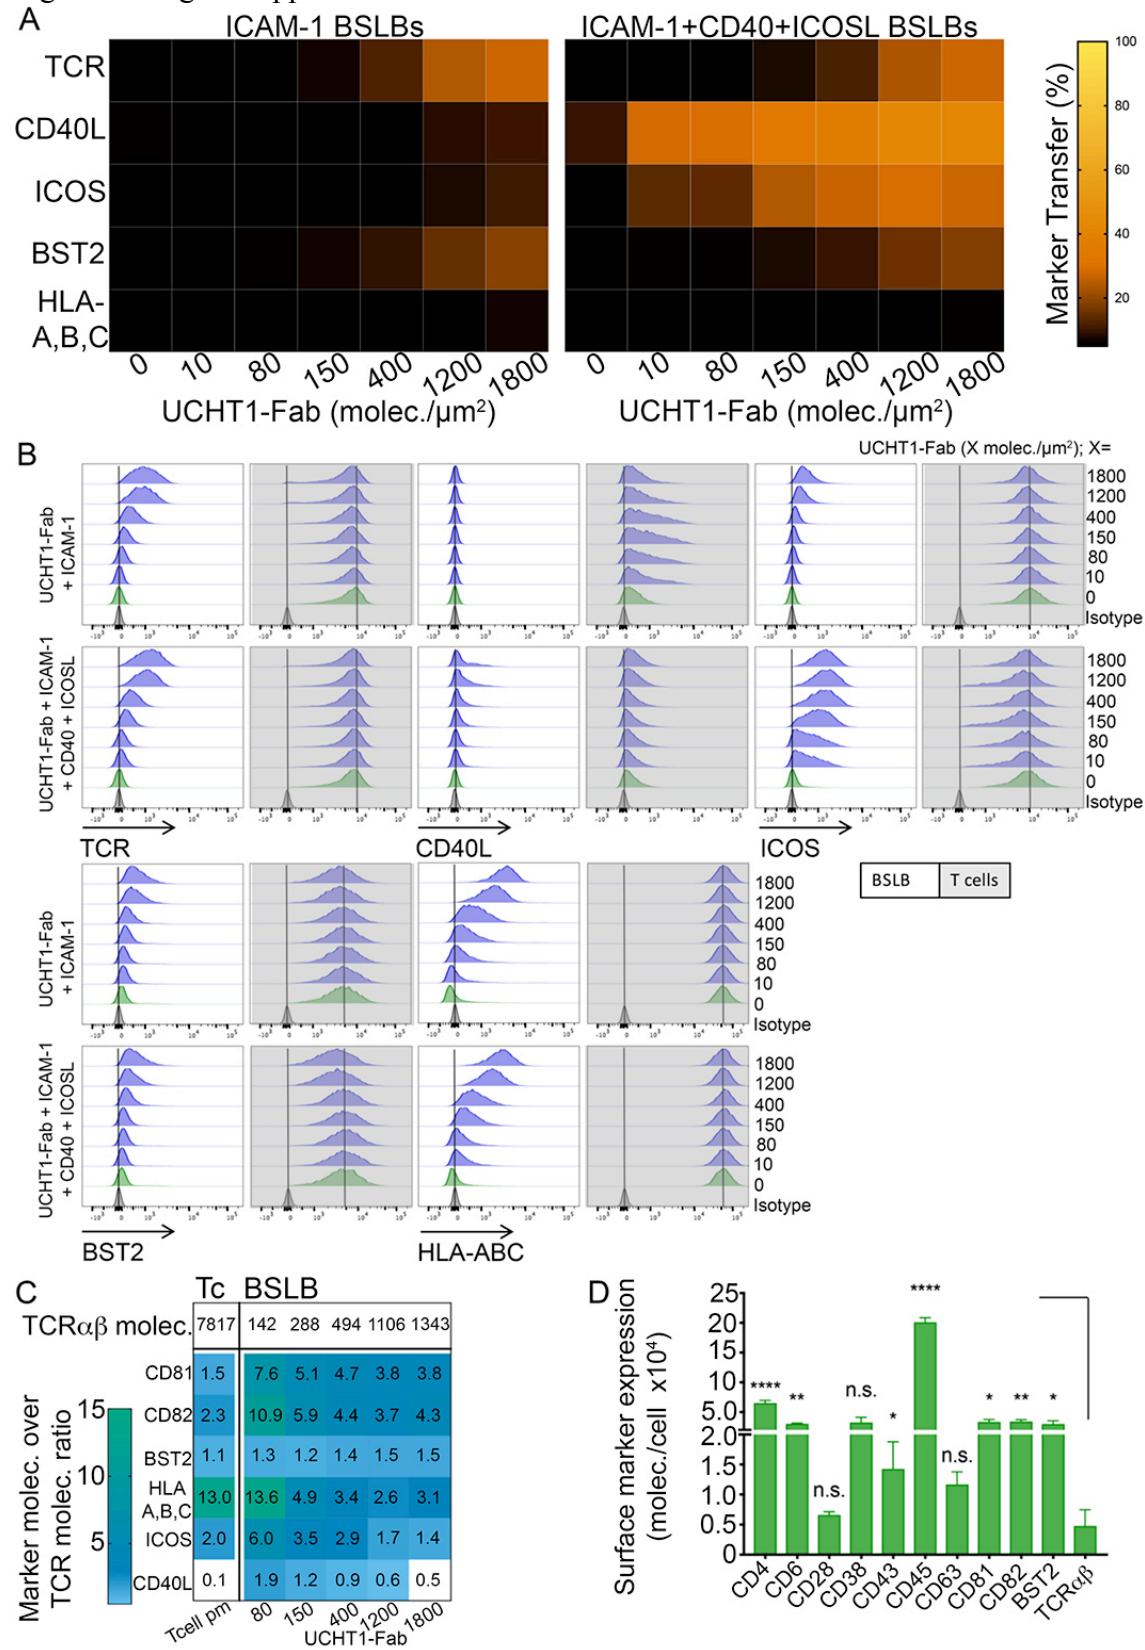 A
ICAM-1 BSLBs
ICAM-1+CD40+ICOSL BSLBs
TCR
CD40L
ICOS
BST2
HLA-
A,B,C
0 10 80 150 400 1200 1800
0 10 80 150 400 1200 1800
UCHT1-Fab (molec./µm²)
UCHT1-Fab (molec./µm²)
100
80
60
40
20
Marker Transfer (%)
B
UCHT1-Fab (X molec./µm²); X=
UCHT1-Fab
+ ICAM-1
1800
1200
400
150
80
10
0
Isotype
UCHT1-Fab + ICAM-1
+ CD40 + ICOSL
1800
1200
400
150
80
10
0
Isotype
TCR
CD40L
ICOS
BSLB T cells
UCHT1-Fab
+ ICAM-1
1800
1200
400
150
80
10
0
Isotype
UCHT1-Fab + ICAM-1
+ CD40 + ICOSL
1800
1200
400
150
80
10
0
Isotype
BST2
HLA-ABC
C
Tc BSLB
TCRαβ molec. 7817 142 288 494 1106 1343
CD81 1.5 7.6 5.1 4.7 3.8 3.8
CD82 2.3 10.9 5.9 4.4 3.7 4.3
BST2 1.1 1.3 1.2 1.4 1.5 1.5
HLA
A,B,C 13.0 13.6 4.9 3.4 2.6 3.1
ICOS 2.0 6.0 3.5 2.9 1.7 1.4
CD40L 0.1 1.9 1.2 0.9 0.6 0.5
Tcell pm 80 150 400 1200 1800
UCHT1-Fab
Marker molec. over
TCR molec. ratio
15
10
5
D
Surface marker expression
(molec./cell x10⁴)
25
20
15
10
5.0
2.0
1.5
1.0
0.5
0
**** ** n.s. n.s. * **** n.s. * ** *
CD4 CD6 CD28 CD38 CD43 CD45 CD63 CD81 CD82 BST2 TCRαβ